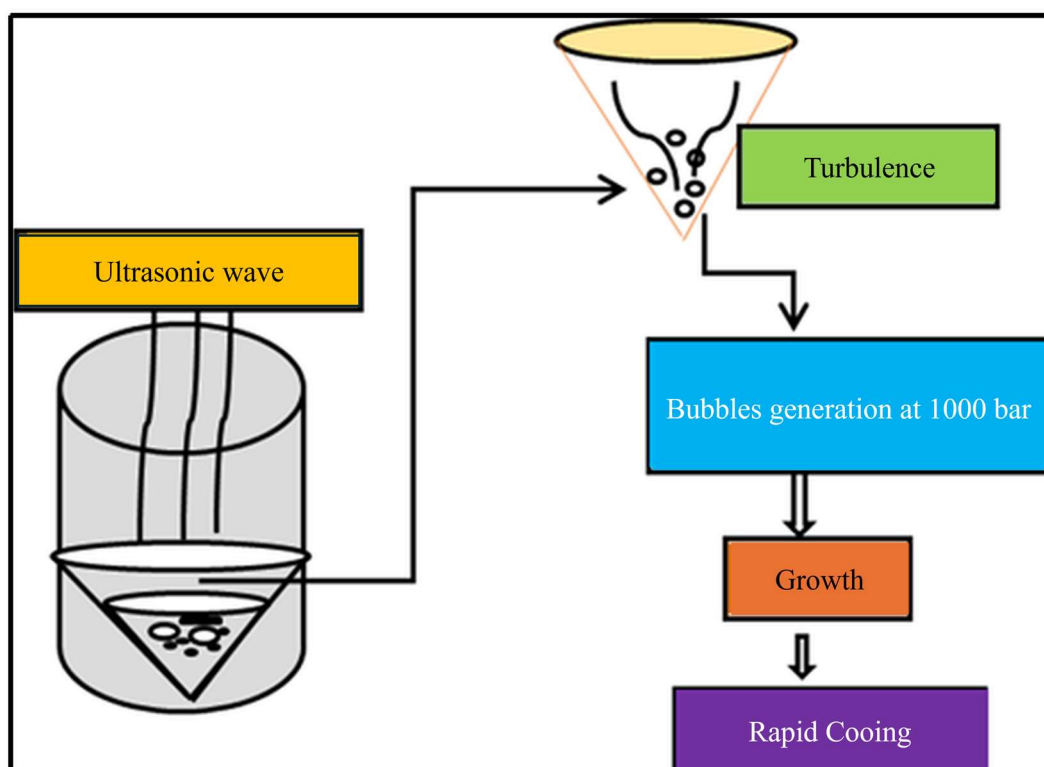 Turbulence
Ultrasonic wave
Bubbles generation at 1000 bar
Growth
Rapid Cooing